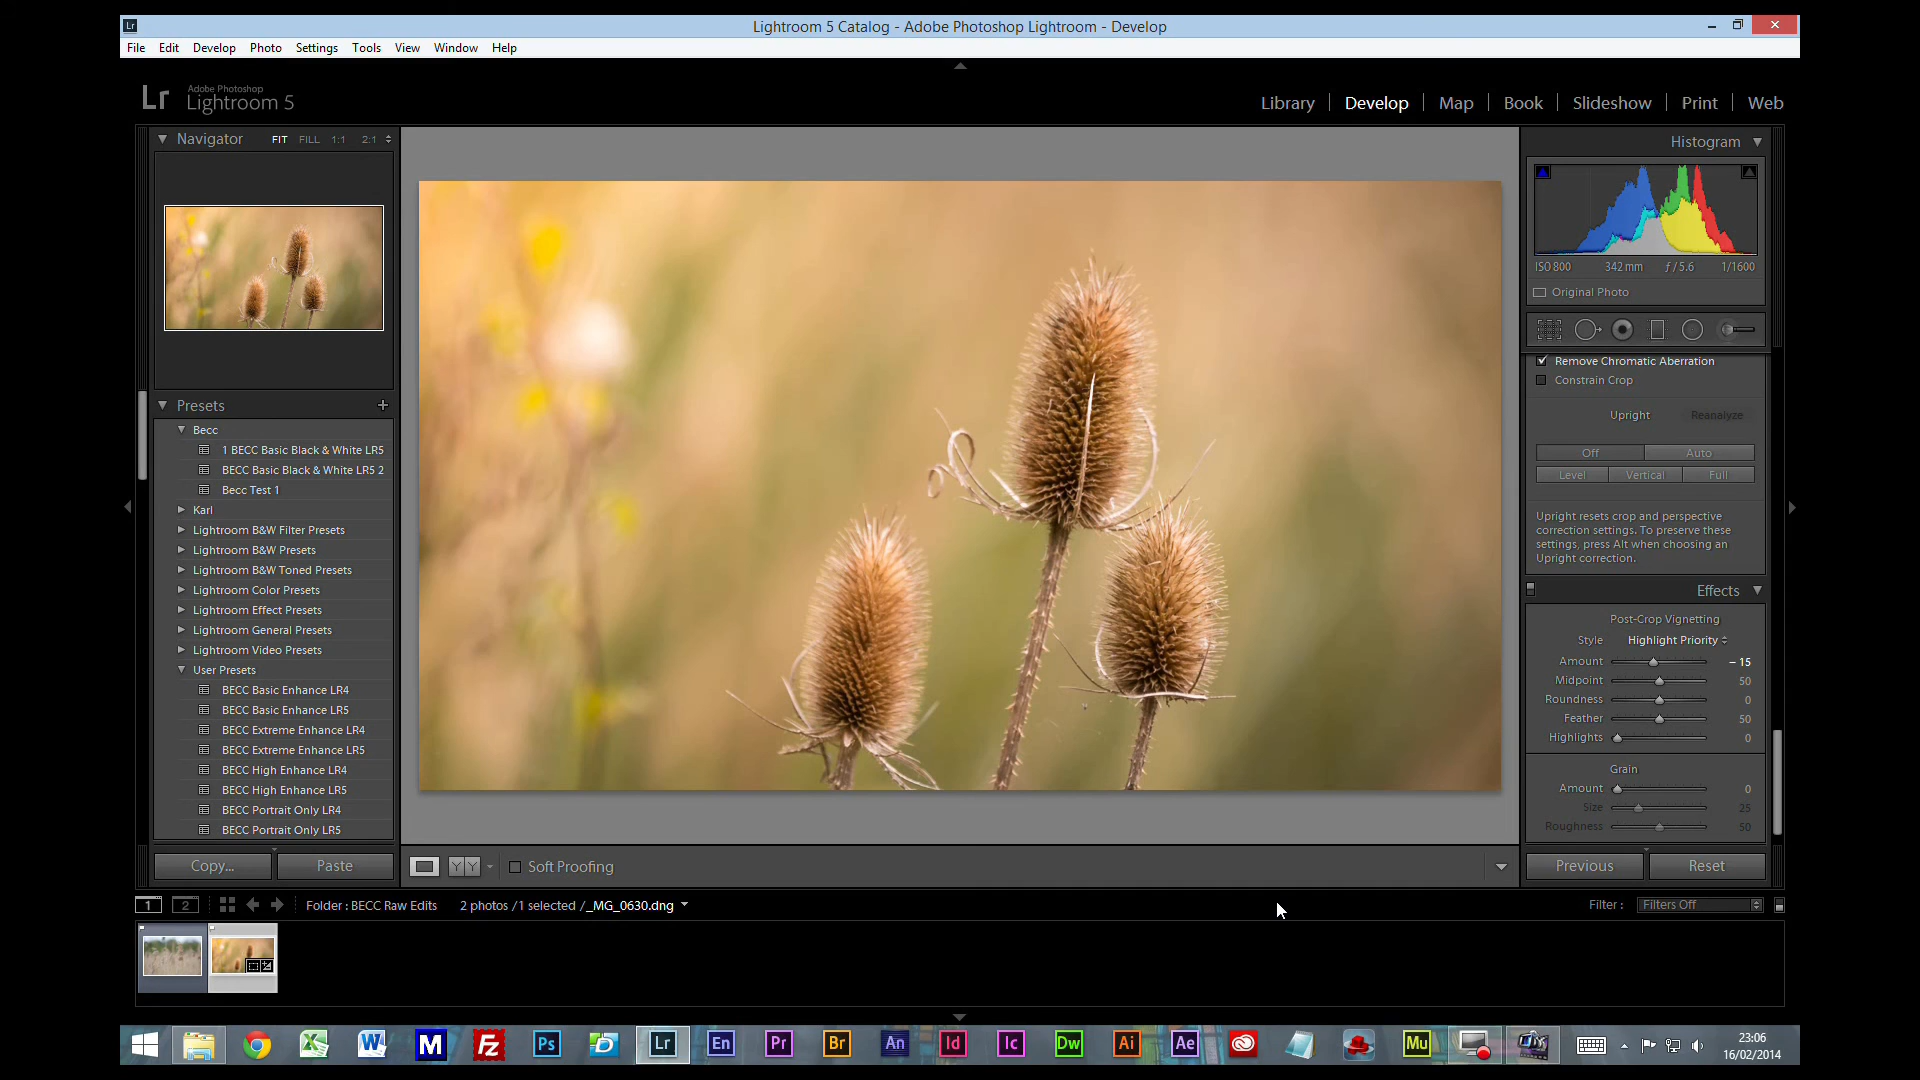 Lr
Lightroom 5 Catalog - Adobe Photoshop Lightroom - Develop
File Edit Develop Photo Settings Tools View Window Help
Lr Adobe Photoshop
Lightroom 5
Library Develop Map Book Slideshow Print Web
Navigator FIT FILL 1:1 2:1
Presets +
Becc
1 BECC Basic Black & White LR5
BECC Basic Black & White LR5 2
Becc Test 1
Karl
Lightroom B&W Filter Presets
Lightroom B&W Presets
Lightroom B&W Toned Presets
Lightroom Color Presets
Lightroom Effect Presets
Lightroom General Presets
Lightroom Video Presets
User Presets
BECC Basic Enhance LR4
BECC Basic Enhance LR5
BECC Extreme Enhance LR4
BECC Extreme Enhance LR5
BECC High Enhance LR4
BECC High Enhance LR5
BECC Portrait Only LR4
BECC Portrait Only LR5
Copy... Paste
Histogram
ISO 800 342 mm ƒ / 5.6 1/1600
Original Photo
Remove Chromatic Aberration
Constrain Crop
Upright Reanalyze
Off Auto
Level Vertical Full
Upright resets crop and perspective
correction settings. To preserve these
settings, press Alt when choosing an
Upright correction.
Effects
Post-Crop Vignetting
Style Highlight Priority
Amount – 15
Midpoint 50
Roundness 0
Feather 50
Highlights 0
Grain
Amount 0
Size 25
Roughness 50
Previous Reset
YY Soft Proofing
1 2 Folder : BECC Raw Edits 2 photos / 1 selected / _MG_0630.dng Filter : Filters Off
X W M Fz Ps D Lr En Pr Br An Id Ic Dw Ai Ae Mu
23:06
16/02/2014